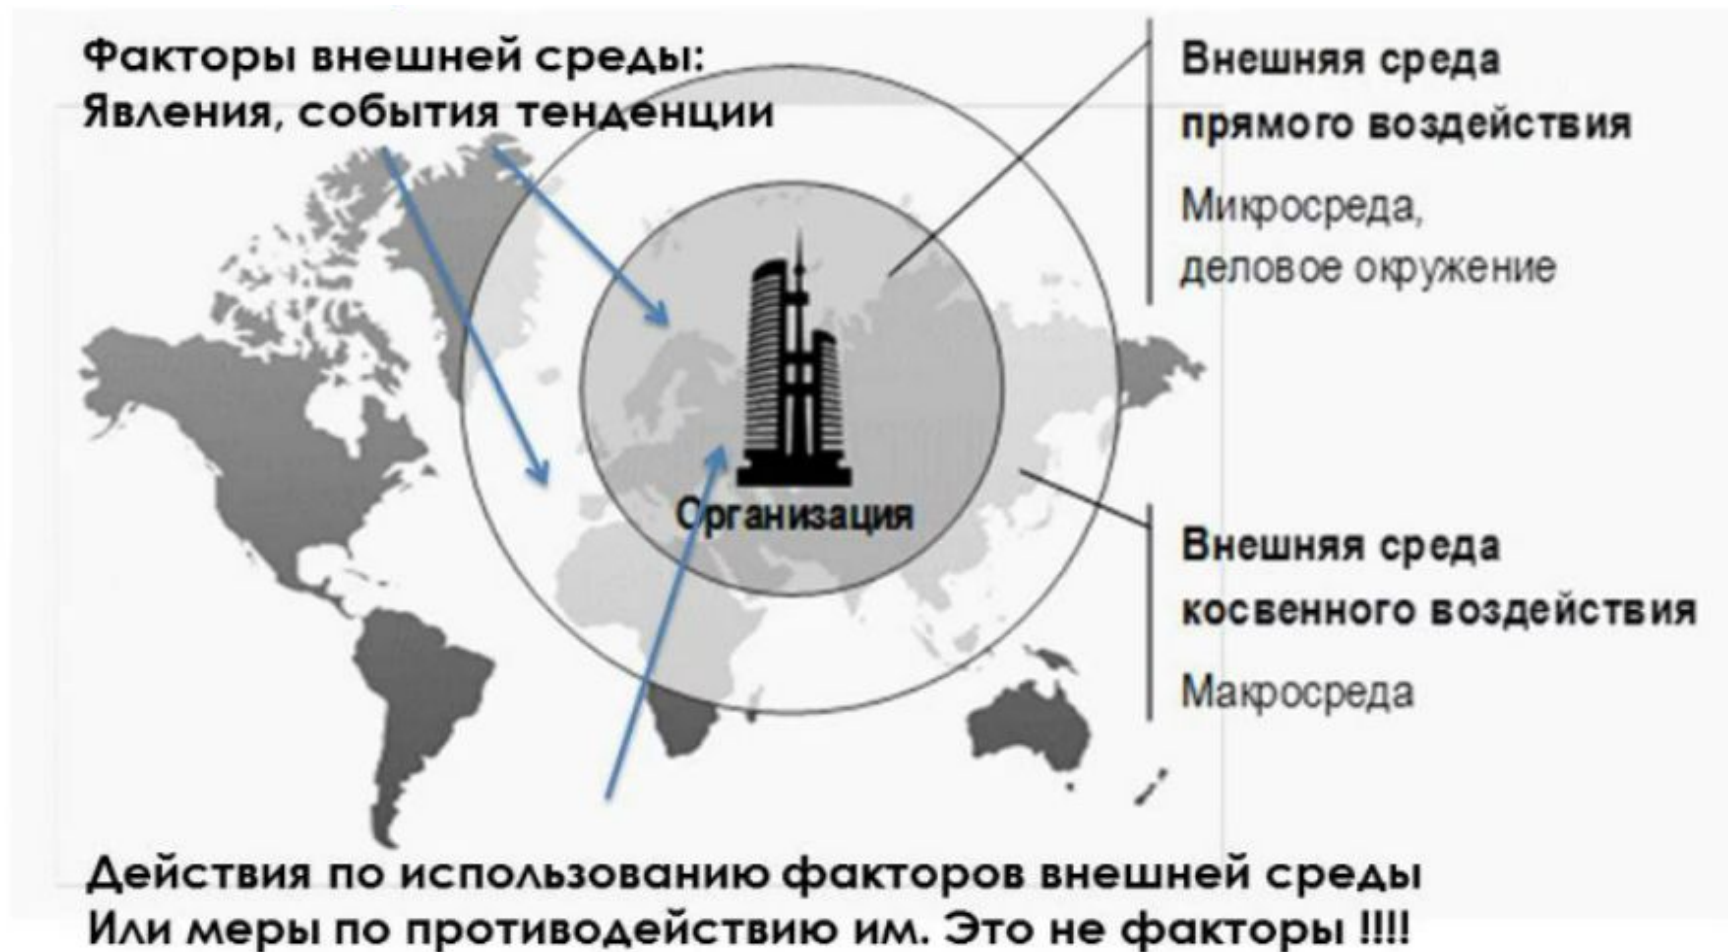 Факторы внешней среды:
Явления, события тенденции
Внешняя среда
прямого воздействия
Микросреда,
деловое окружение
Организация
Внешняя среда
косвенного воздействия
Макросреда
Действия по использованию факторов внешней среды
Или меры по противодействию им. Это не факторы !!!!